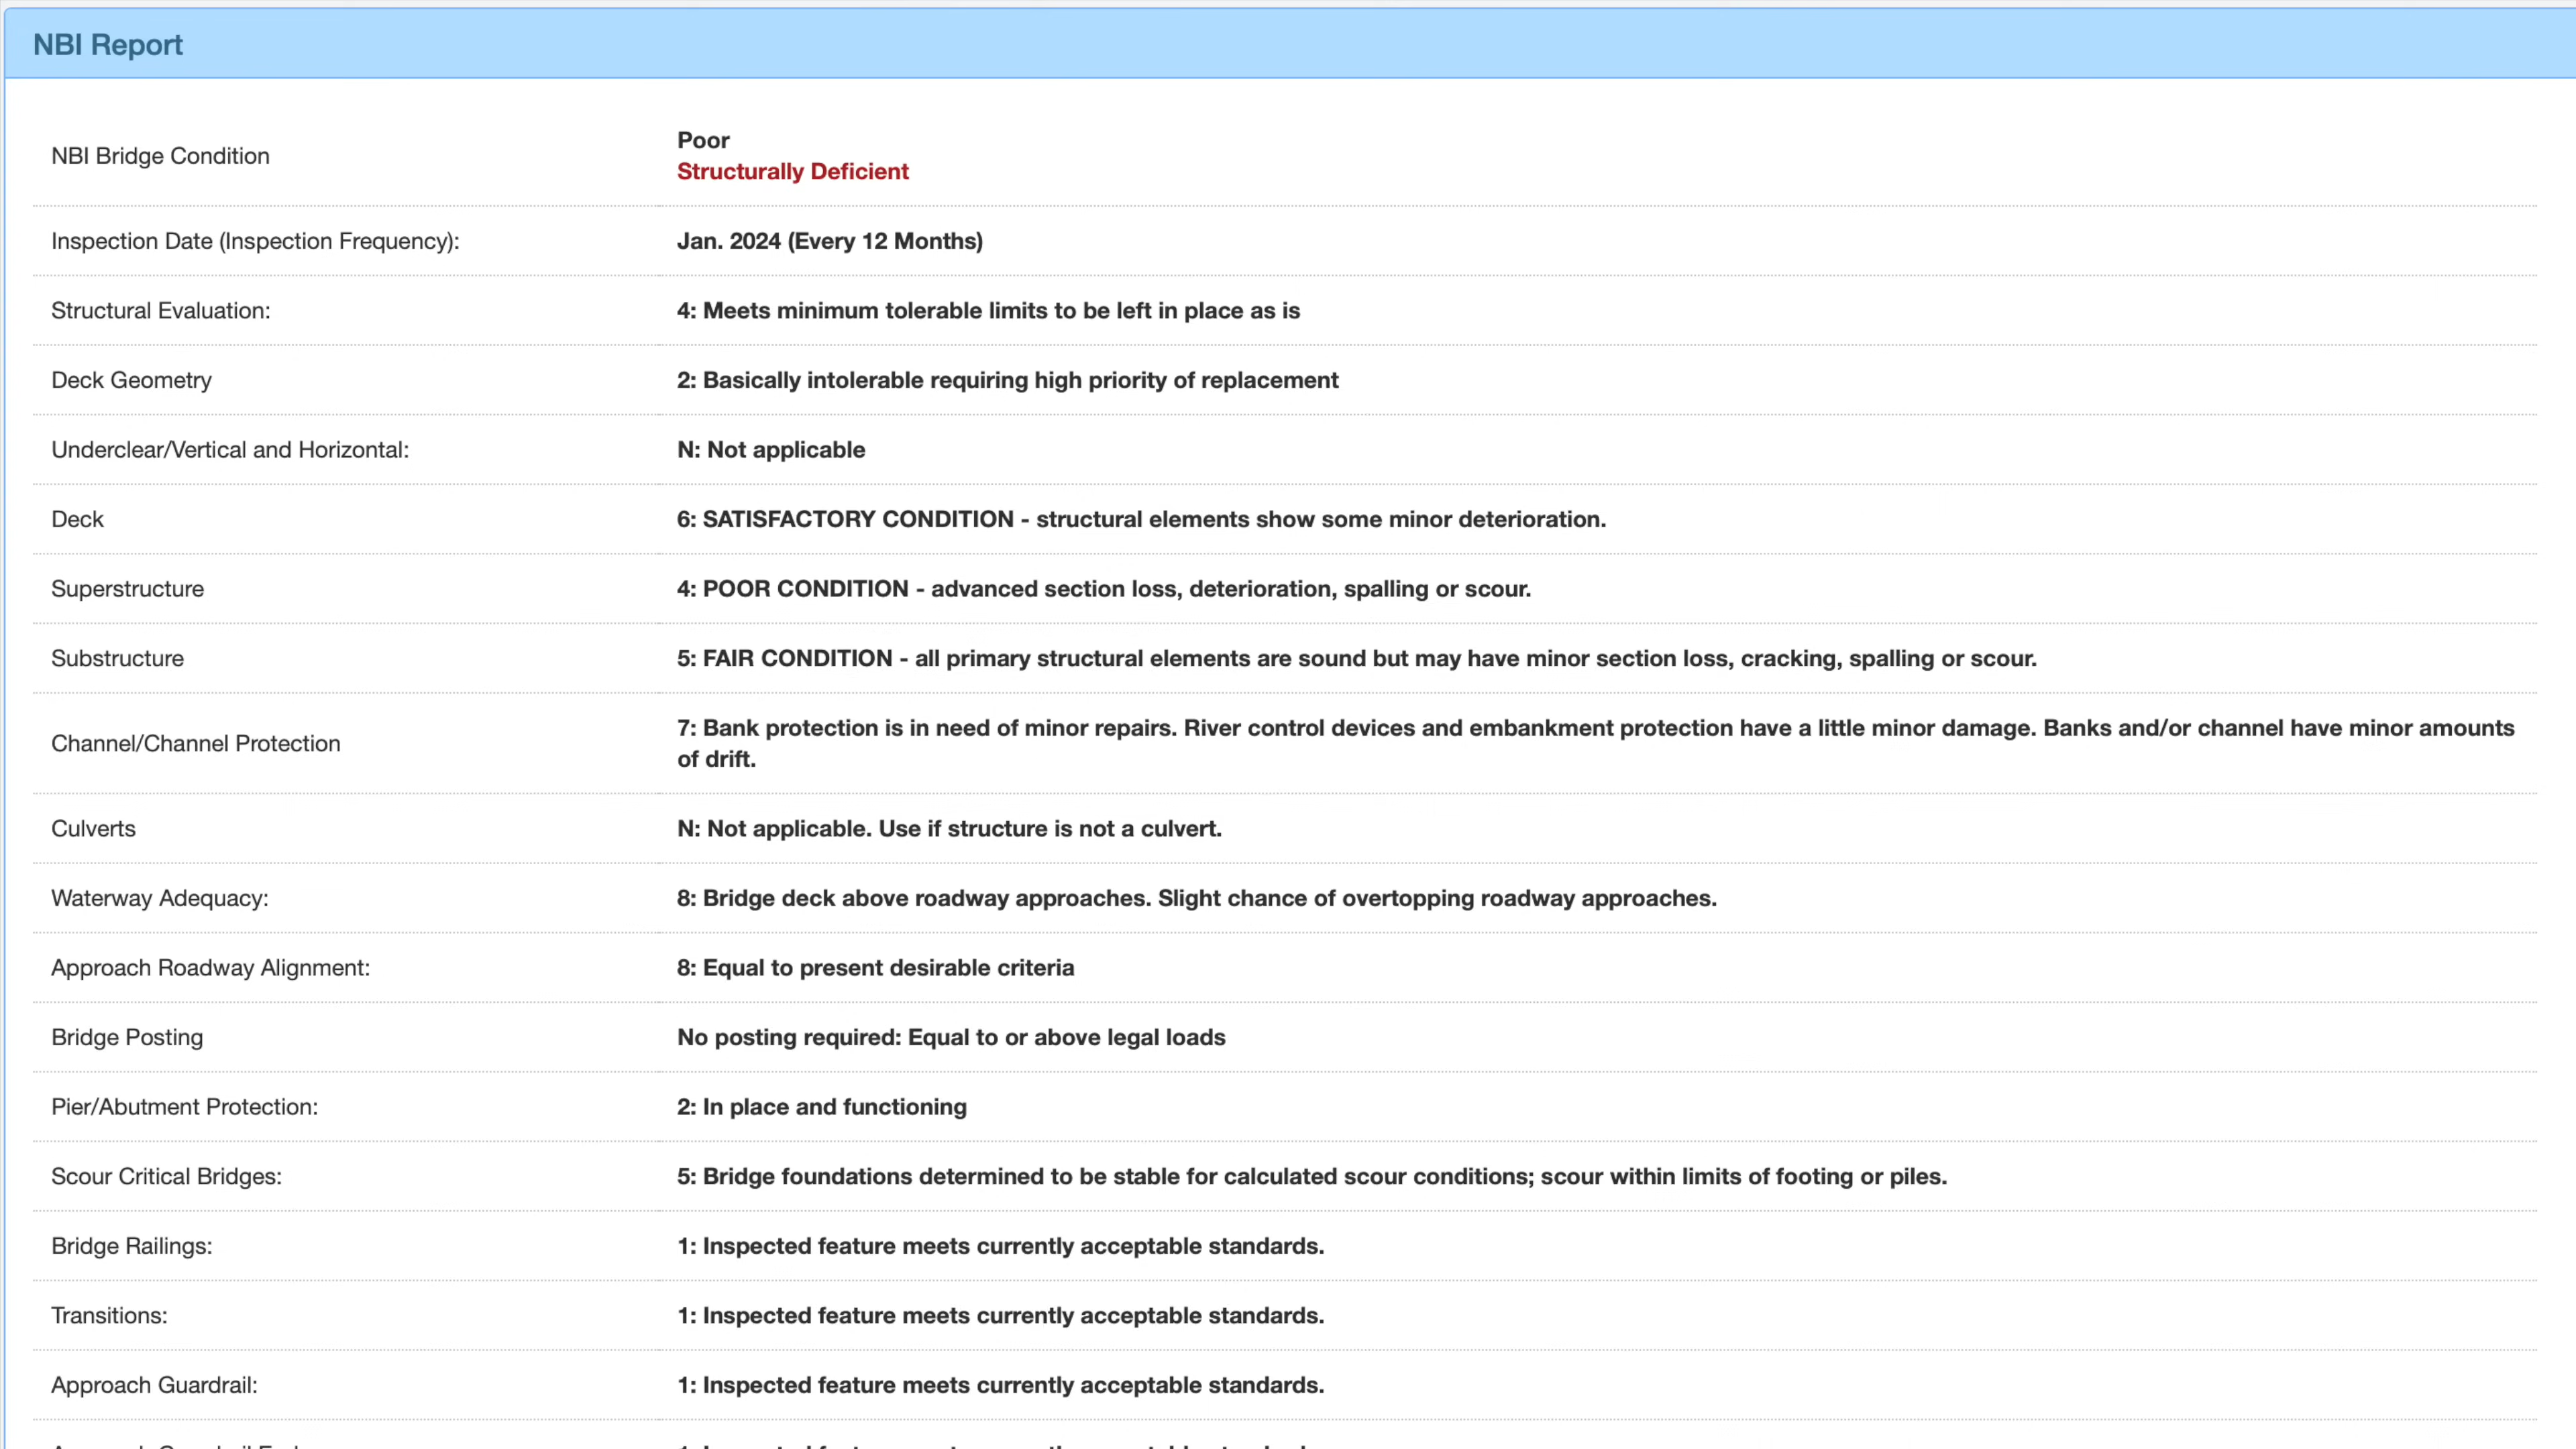 NBI Report
NBI Bridge Condition
Poor
Structurally Deficient
Inspection Date (Inspection Frequency):
Jan. 2024 (Every 12 Months)
Structural Evaluation:
4: Meets minimum tolerable limits to be left in place as is
Deck Geometry
2: Basically intolerable requiring high priority of replacement
Underclear/Vertical and Horizontal:
N: Not applicable
Deck
6: SATISFACTORY CONDITION - structural elements show some minor deterioration.
Superstructure
4: POOR CONDITION - advanced section loss, deterioration, spalling or scour.
Substructure
5: FAIR CONDITION - all primary structural elements are sound but may have minor section loss, cracking, spalling or scour.
Channel/Channel Protection
7: Bank protection is in need of minor repairs. River control devices and embankment protection have a little minor damage. Banks and/or channel have minor amounts
of drift.
Culverts
N: Not applicable. Use if structure is not a culvert.
Waterway Adequacy:
8: Bridge deck above roadway approaches. Slight chance of overtopping roadway approaches.
Approach Roadway Alignment:
8: Equal to present desirable criteria
Bridge Posting
No posting required: Equal to or above legal loads
Pier/Abutment Protection:
2: In place and functioning
Scour Critical Bridges:
5: Bridge foundations determined to be stable for calculated scour conditions; scour within limits of footing or piles.
Bridge Railings:
1: Inspected feature meets currently acceptable standards.
Transitions:
1: Inspected feature meets currently acceptable standards.
Approach Guardrail:
1: Inspected feature meets currently acceptable standards.